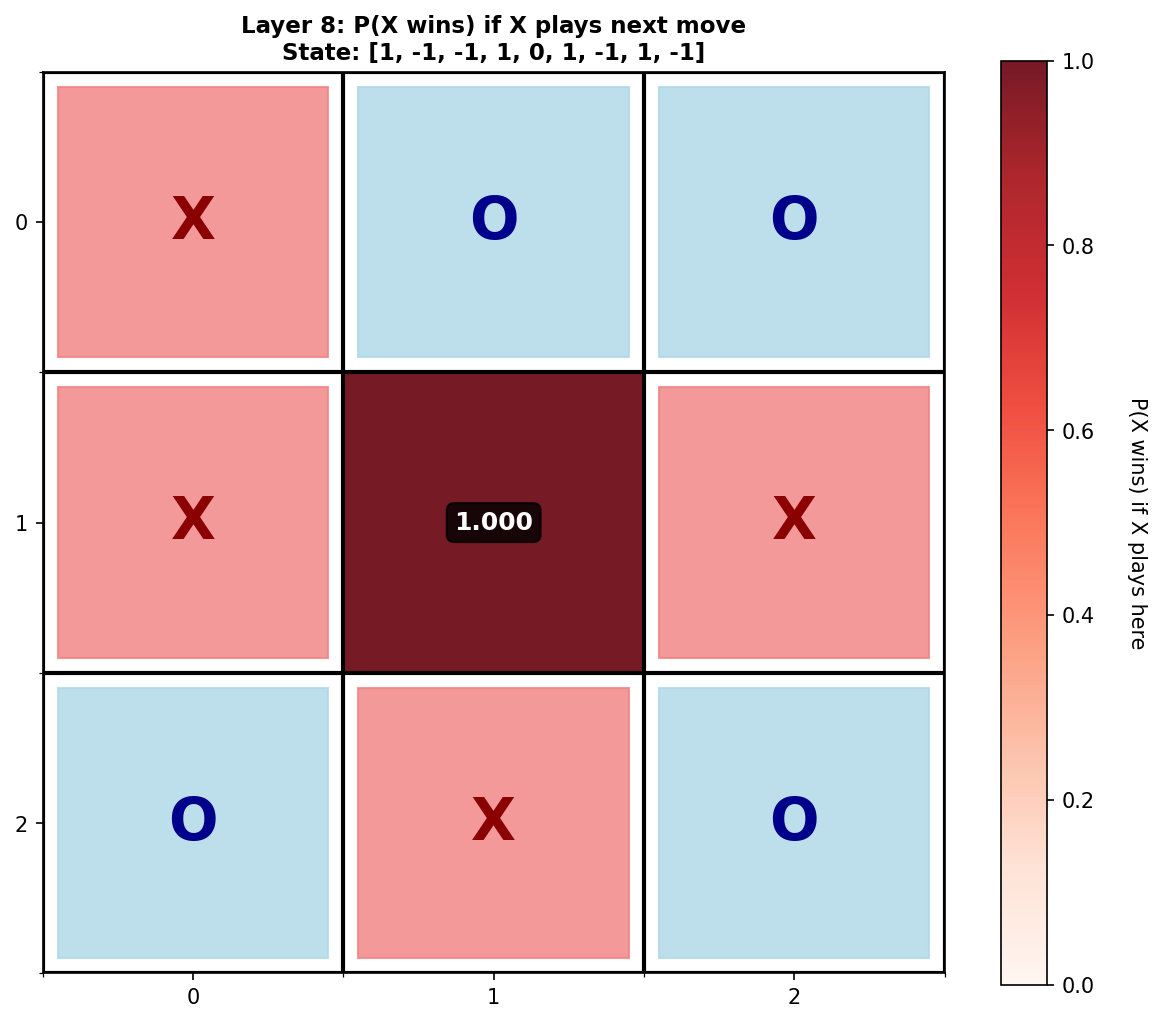 Layer 8: P(X wins) if X plays next move
State: [1, -1, -1, 1, 0, 1, -1, 1, -1]
1.0
0
X
O
O
0.8
0.6
P(X wins) if X plays here
1
X
1.000
X
0.4
0.2
2
O
X
O
0.0
0
1
2